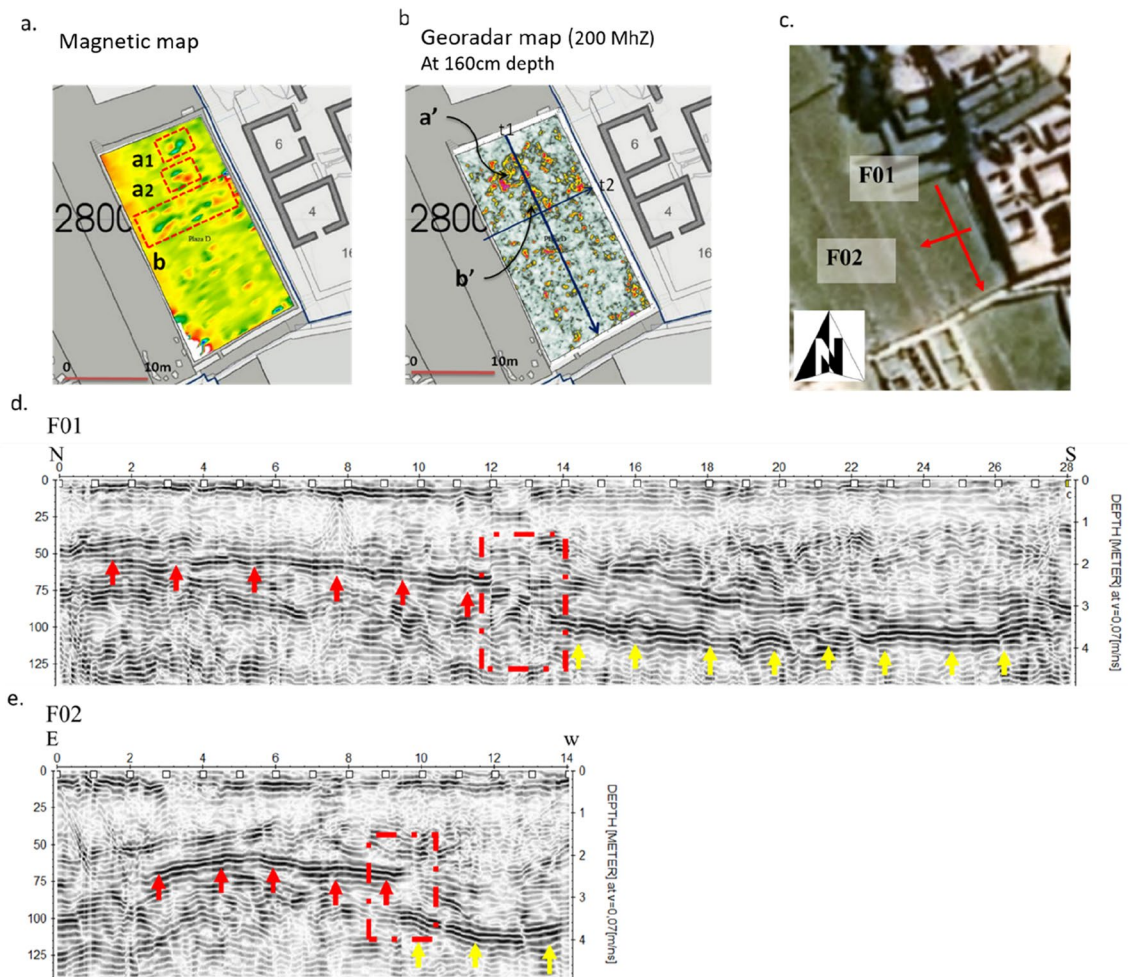 a.
Magnetic map
a1
a2
b
2800
Plaza D
6
4
16
0
10m
b
Georadar map (200 MhZ)
At 160cm depth
a'
t1
t2
b'
2800
6
4
16
0
10m
c.
F01
F02
N
d.
F01
N
S
0 2 4 6 8 10 12 14 16 18 20 22 24 26 28
0
25
50
75
100
125
0
1
2
3
4
DEPTH [METER] at v=0,07[m/ns]
e.
F02
E
w
0 2 4 6 8 10 12 14
0
25
50
75
100
125
0
1
2
3
4
DEPTH [METER] at v=0,07[m/ns]